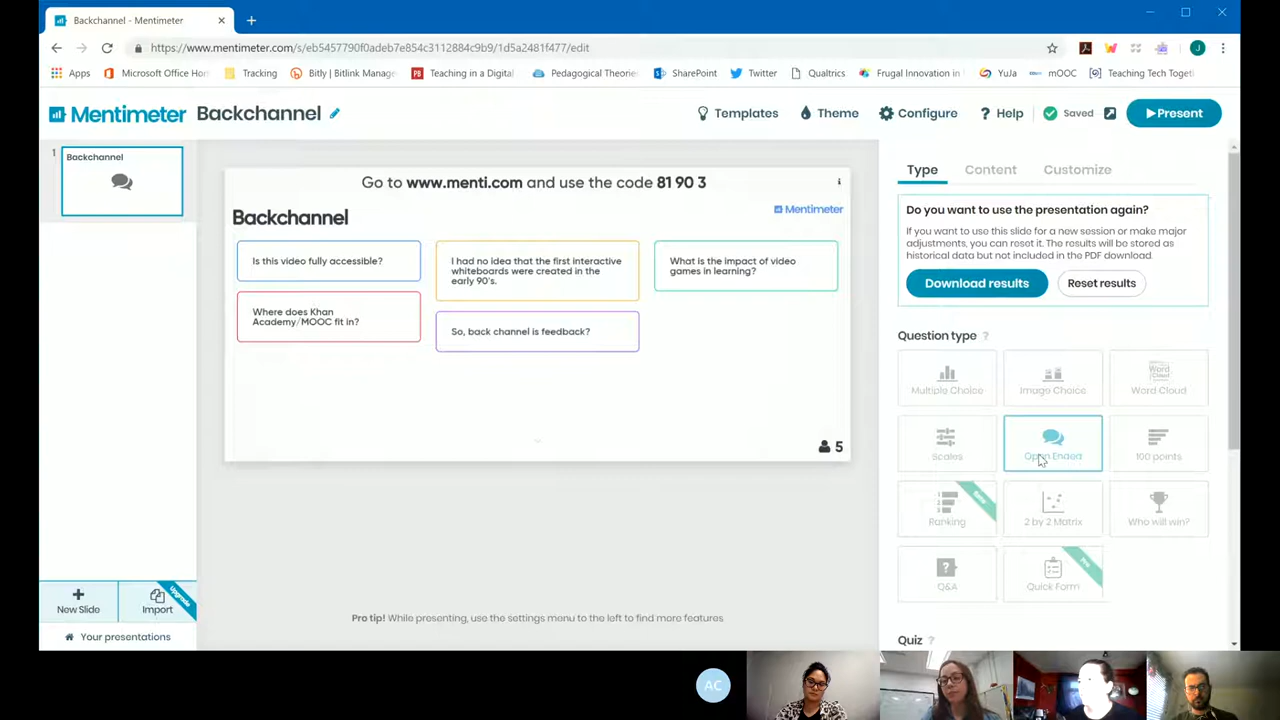 Backchannel - Mentimeter
https://www.mentimeter.com/s/eb5457790f0adeb7e854c3112884c9b9/1d5a2481f477/edit
J
Apps
Microsoft Office Hom
Tracking
Bitly | Bitlink Manage
Teaching in a Digital
Pedagogical Theories
SharePoint
Twitter
Qualtrics
Frugal Innovation in
YuJa
mOOC
Teaching Tech Toget
Mentimeter
Backchannel
Templates
Theme
? Help
Configure
Saved
Present
1
Backchannel
Go to www.menti.com and use the code 81 90 3
Backchannel
Mentimeter
Is this video fully accessible?
I had no idea that the first interactive
whiteboards were created in the
early 90's.
What is the impact of video
games in learning?
Where does Khan
Academy/MOOC fit in?
So, back channel is feedback?
5
Pro tip! While presenting, use the settings menu to the left to find more features
New Slide
Import
Upgrade
Your presentations
Type
Content
Customize
Do you want to use the presentation again?
If you want to use this slide for a new session or make major
adjustments, you can reset it. The results will be stored as
historical data but not included in the PDF download.
Download results
Reset results
Question type ?
Multiple Choice
Image Choice
Word Cloud
Scales
Open Ended
100 points
Ranking
Beta
2 by 2 Matrix
Who will win?
Q&A
Quick Form
Pro
Quiz ?
AC